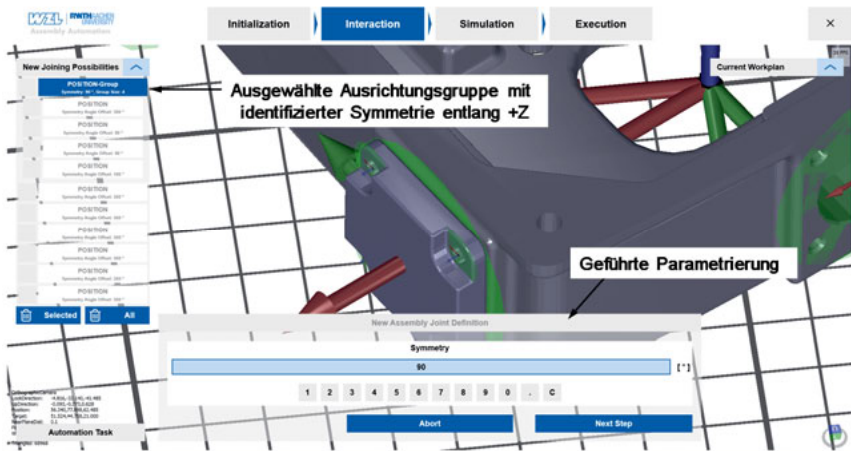 WZL RWTH AACHEN
UNIVERSITY
Assembly Automation
Initialization
Interaction
Simulation
Execution
×
New Joining Possibilities
Current Workplan
POSITION-Group
Ausgewählte Ausrichtungsgruppe mit
identifizierter Symmetrie entlang +Z
POSITION
POSITION
POSITION
POSITION
POSITION
POSITION
POSITION
POSITION
POSITION
POSITION
Geführte Parametrierung
Selected
All
New Assembly Joint Definition
Symmetry
90
[°]
1 2 3 4 5 6 7 8 9 0 . C
Abort
Next Step
Automation Task